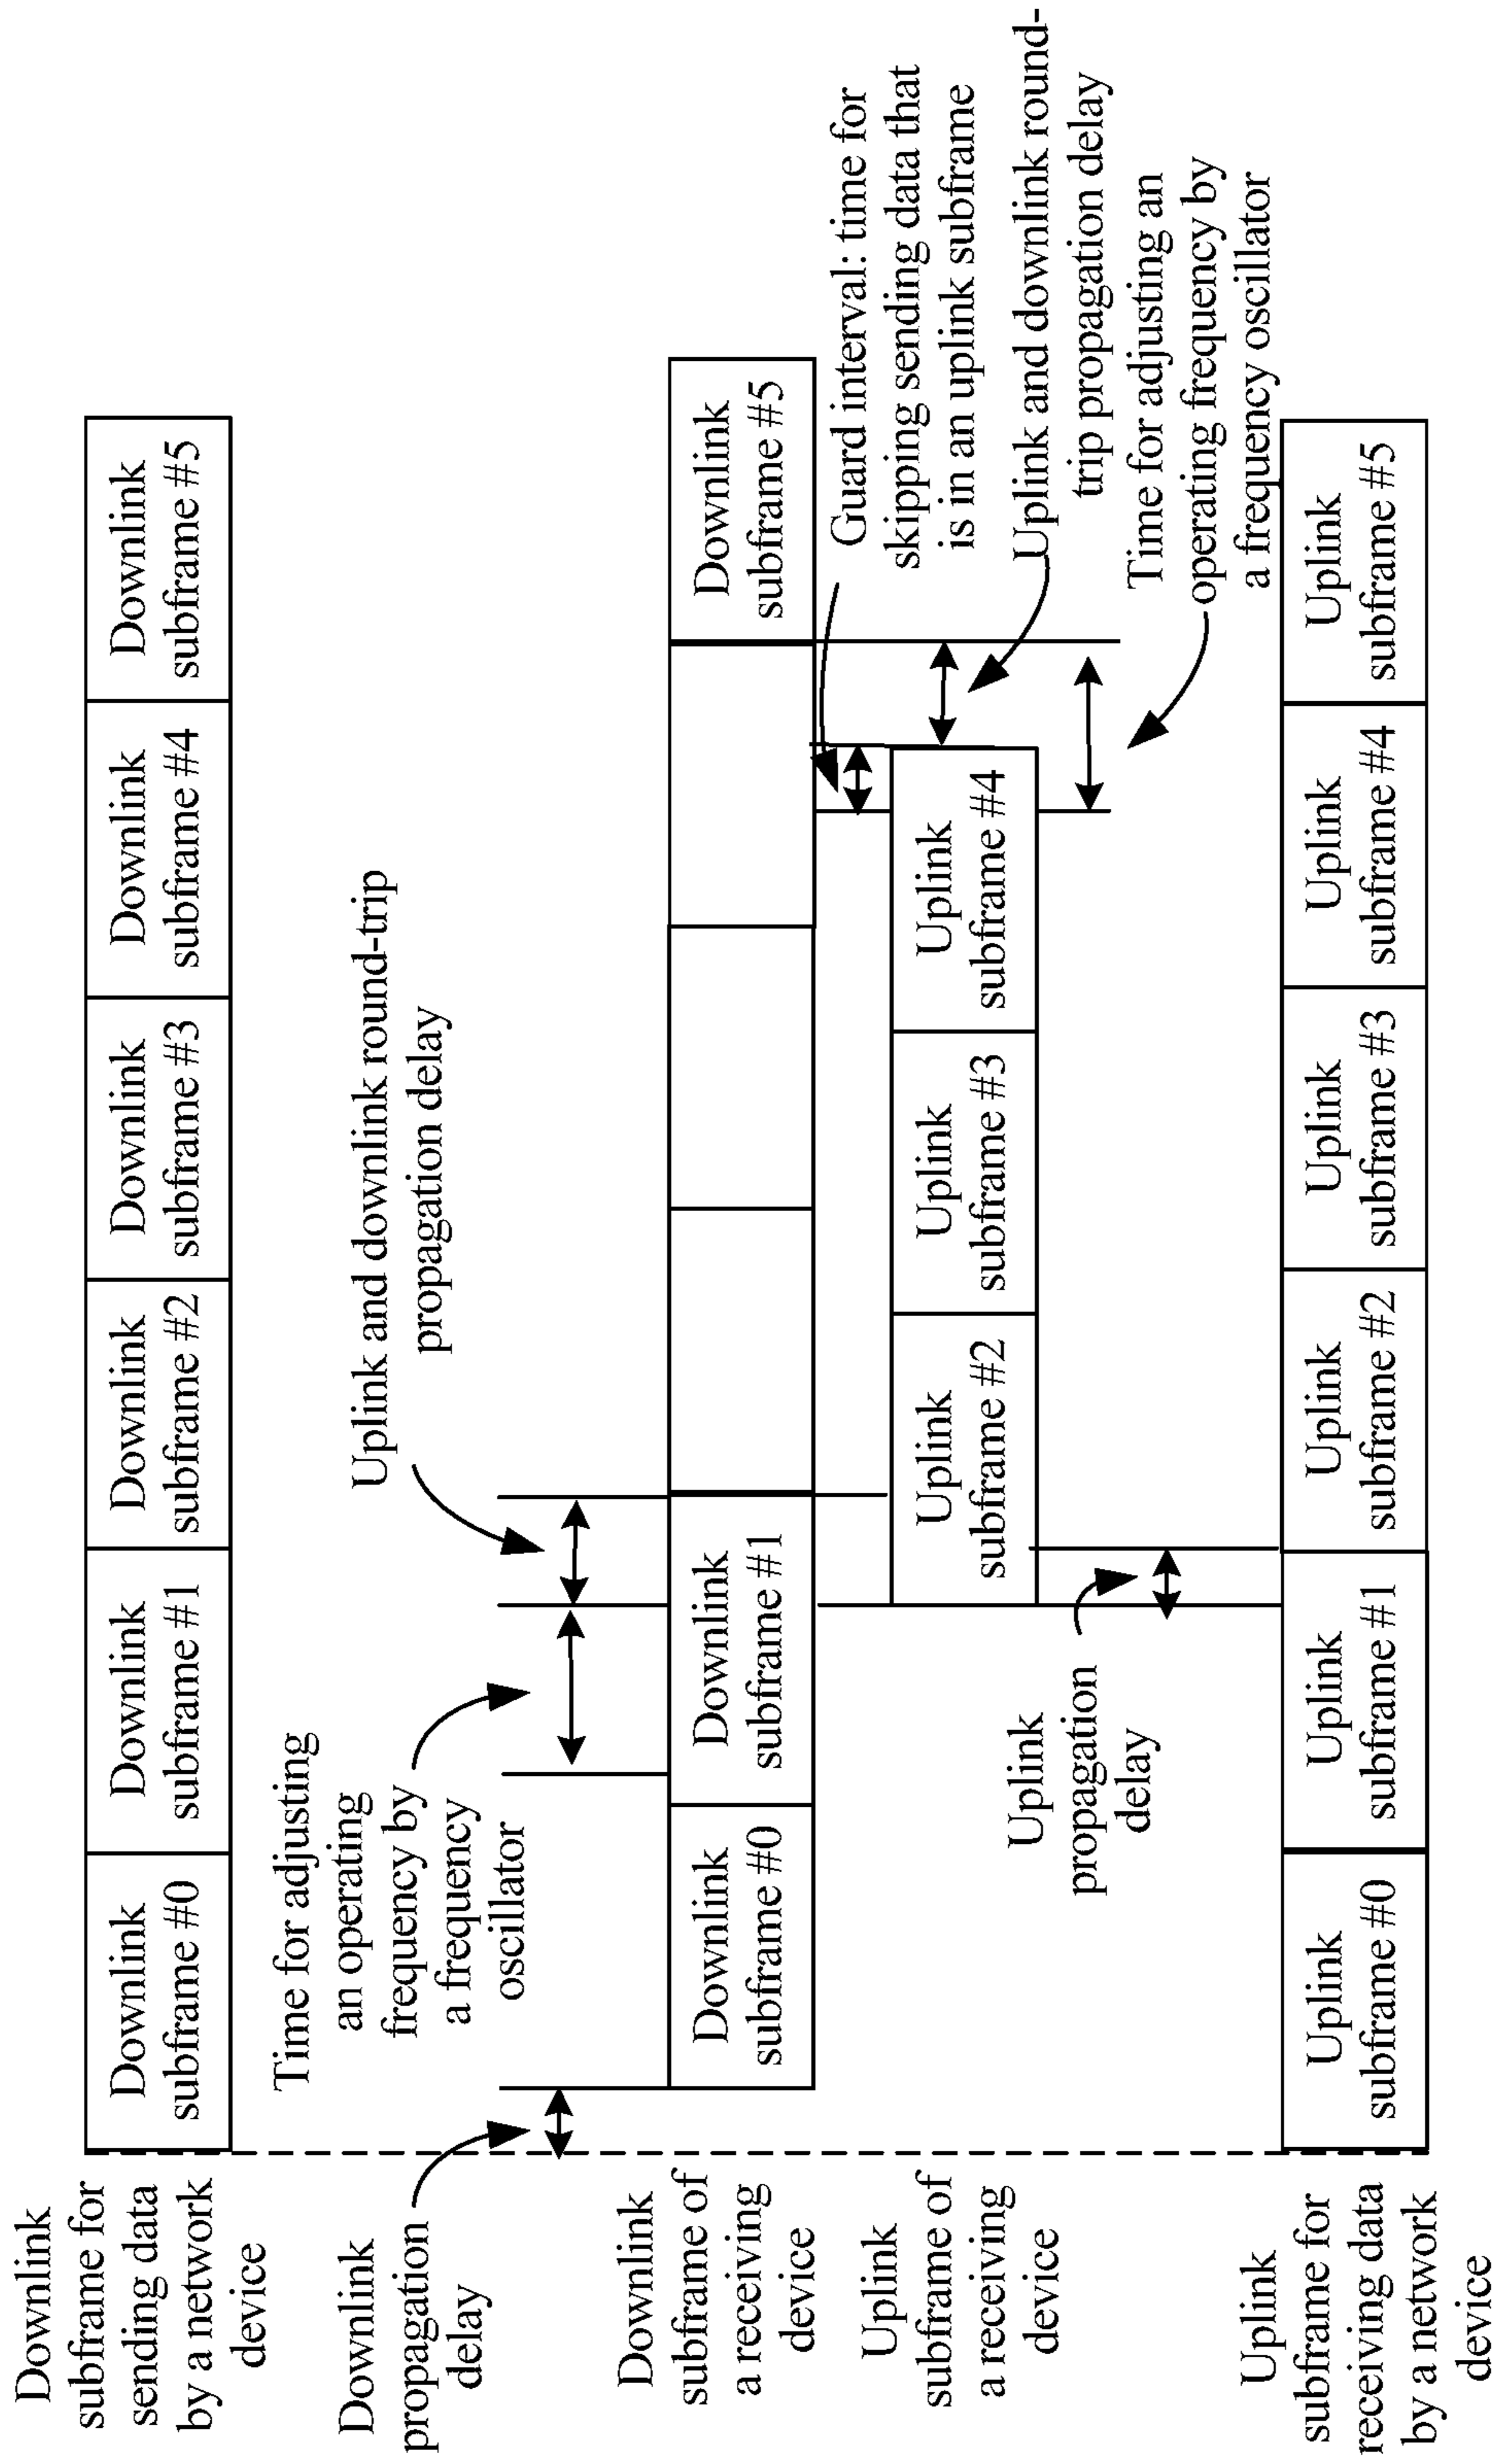 Downlink
subframe for
sending data
by a network
device
Downlink
subframe #0
Downlink
subframe #1
Downlink
subframe #2
Downlink
subframe #3
Downlink
subframe #4
Downlink
subframe #5
Downlink
propagation
delay
Time for adjusting
an operating
frequency by
a frequency
oscillator
Uplink and downlink round-trip
propagation delay
Downlink
subframe of
a receiving
device
Downlink
subframe #0
Downlink
subframe #1
Downlink
subframe #5
Guard interval: time for
skipping sending data that
is in an uplink subframe
Uplink and downlink round-
trip propagation delay
Time for adjusting an
operating frequency by
a frequency oscillator
Uplink
subframe of
a receiving
device
Uplink
subframe #2
Uplink
subframe #3
Uplink
subframe #4
Uplink
propagation
delay
Uplink
subframe for
receiving data
by a network
device
Uplink
subframe #0
Uplink
subframe #1
Uplink
subframe #2
Uplink
subframe #3
Uplink
subframe #4
Uplink
subframe #5